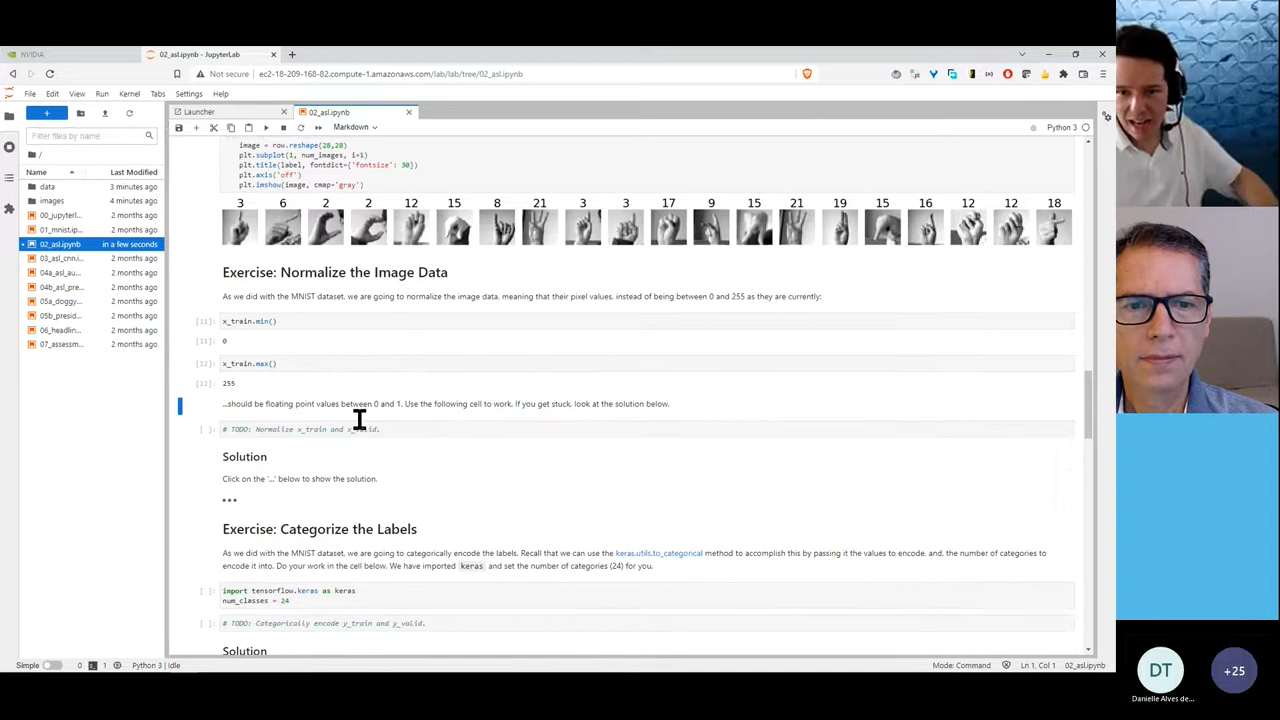 NVIDIA
02_asl.ipynb - JupyterLab
Not secure
ec2-18-209-168-82.compute-1.amazonaws.com/lab/lab/tree/02_asl.ipynb
File Edit View Run Kernel Tabs Settings Help
Launcher
02_asl.ipynb
Filter files by name
Markdown
Python 3
/
Name
Last Modified
data
3 minutes ago
images
4 minutes ago
00_jupyterl...
2 months ago
01_mnist.ip...
2 months ago
02_asl.ipynb
in a few seconds
03_asl_cnn.i...
2 months ago
04a_asl_au...
2 months ago
04b_asl_pre...
2 months ago
05a_doggy...
2 months ago
05b_presid...
2 months ago
06_headlin...
2 months ago
07_assessm...
2 months ago
image = row.reshape(28,28)
plt.subplot(1, num_images, i+1)
plt.title(label, fontdict={'fontsize': 30})
plt.axis('off')
plt.imshow(image, cmap='gray')
3 6 2 2 12 15 8 21 3 3 17 9 15 21 19 15 16 12 12 18
Exercise: Normalize the Image Data
As we did with the MNIST dataset, we are going to normalize the image data, meaning that their pixel values, instead of being between 0 and 255 as they are currently:
[11]: x_train.min()
[11]: 0
[12]: x_train.max()
[12]: 255
...should be floating point values between 0 and 1. Use the following cell to work. If you get stuck, look at the solution below.
[ ]: # TODO: Normalize x_train and x_valid.
Solution
Click on the '...' below to show the solution.
•••
Exercise: Categorize the Labels
As we did with the MNIST dataset, we are going to categorically encode the labels. Recall that we can use the keras.utils.to_categorical method to accomplish this by passing it the values to encode, and, the number of categories to
encode it into. Do your work in the cell below. We have imported keras and set the number of categories (24) for you.
[ ]: import tensorflow.keras as keras
num_classes = 24
[ ]: # TODO: Categorically encode y_train and y_valid.
Solution
Simple
0
1
Python 3 | Idle
Mode: Command
Ln 1, Col 1
02_asl.ipynb
DT
Danielle Alves de...
+25